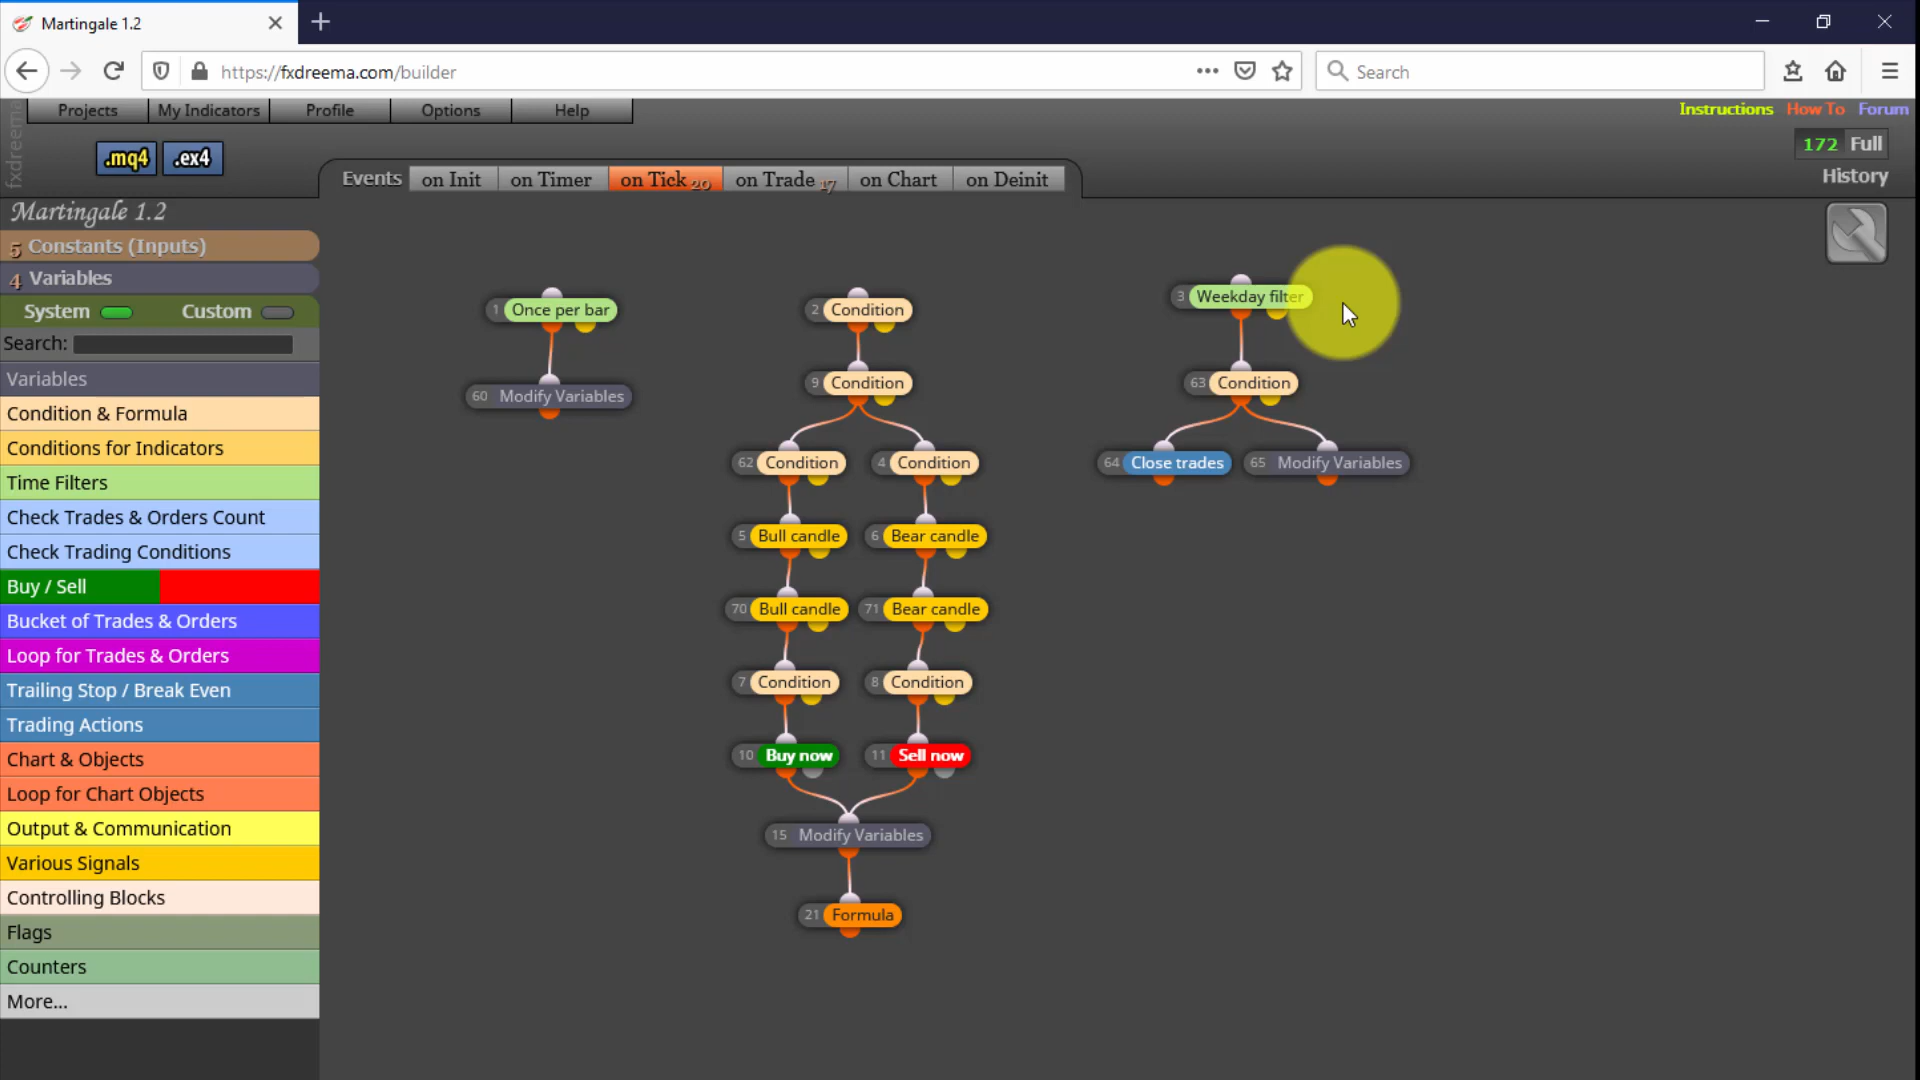 Martingale 1.2
https://fxdreema.com/builder
Search
Projects
My Indicators
Profile
Options
Help
Instructions
How To
Forum
fxdreema
.mq4
.ex4
172 Full
History
Events
on Init
on Timer
on Tick 20
on Trade 17
on Chart
on Deinit
Martingale 1.2
5 Constants (Inputs)
4 Variables
System
Custom
Search:
Variables
Condition & Formula
Conditions for Indicators
Time Filters
Check Trades & Orders Count
Check Trading Conditions
Buy / Sell
Bucket of Trades & Orders
Loop for Trades & Orders
Trailing Stop / Break Even
Trading Actions
Chart & Objects
Loop for Chart Objects
Output & Communication
Various Signals
Controlling Blocks
Flags
Counters
More...
1 Once per bar
60 Modify Variables
2 Condition
9 Condition
62 Condition
4 Condition
5 Bull candle
6 Bear candle
70 Bull candle
71 Bear candle
7 Condition
8 Condition
10 Buy now
11 Sell now
15 Modify Variables
21 Formula
3 Weekday filter
63 Condition
64 Close trades
65 Modify Variables